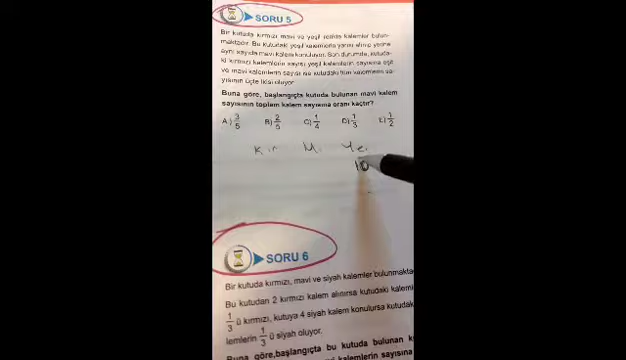 SORU 5
Bir kutuda kırmızı mavi ve yeşil renkte kalemler bulun-
maktadır. Bu kutudaki yeşil kalemlerin yarısı alınıp yerine
aynı sayıda mavi kalem konuluyor. Son durumda, kutuda-
ki kırmızı kalemlerin sayısı yeşil kalemlerin sayısına eşit
ve mavi kalemlerin sayısı ise kutudaki tüm kalemlerin sa-
yısının üçte ikisi oluyor.
Buna göre, başlangıçta kutuda bulunan mavi kalem
sayısının toplam kalem sayısına oranı kaçtır?
A) 3/5 B) 2/5 C) 1/4 D) 1/3 E) 1/2
Kır M. Ye.
10
SORU 6
Bir kutuda kırmızı, mavi ve siyah kalemler bulunmakta
Bu kutudan 2 kırmızı kalem alınırsa kutudaki kalemle
1/3 ü kırmızı, kutuya 4 siyah kalem konulursa kutudak
lemlerin 1/3 ü siyah oluyor.
Buna göre, başlangıçta bu kutuda bulunan k
kalemlerin sayısın